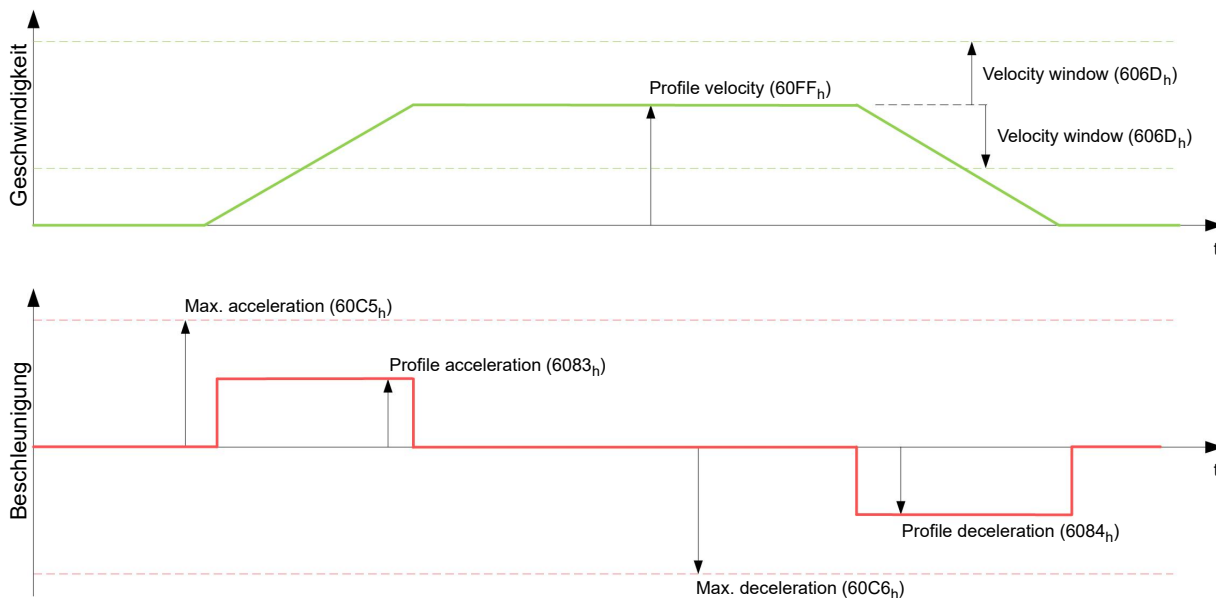 Geschwindigkeit
Velocity window (606Dh)
Profile velocity (60FFh)
Velocity window (606Dh)
t
Beschleunigung
Max. acceleration (60C5h)
Profile acceleration (6083h)
t
Profile deceleration (6084h)
Max. deceleration (60C6h)